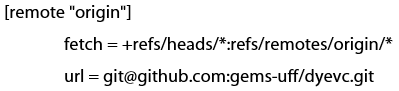 [remote "origin"]
fetch = +refs/heads/*:refs/remotes/origin/*
url = git@github.com:gems-uff/dyevc.git